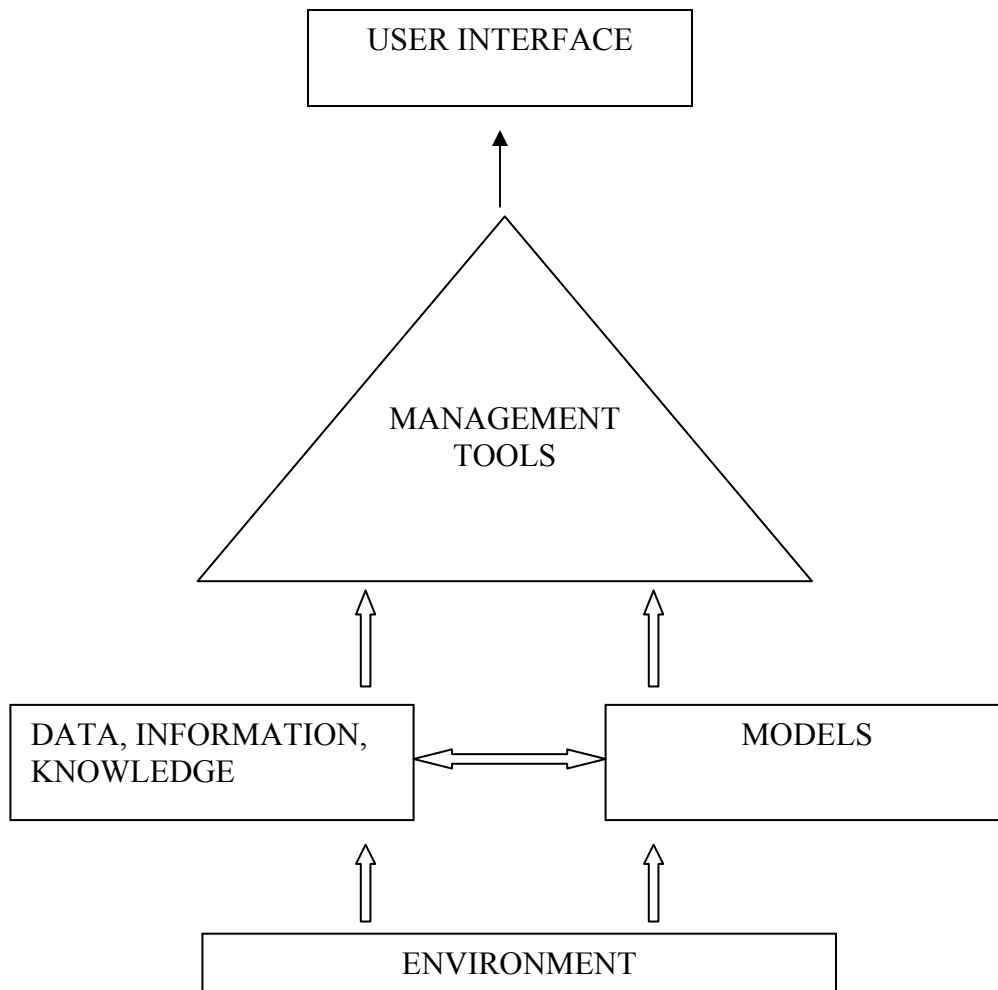 USER INTERFACE
MANAGEMENT
TOOLS
DATA, INFORMATION,
KNOWLEDGE
MODELS
ENVIRONMENT